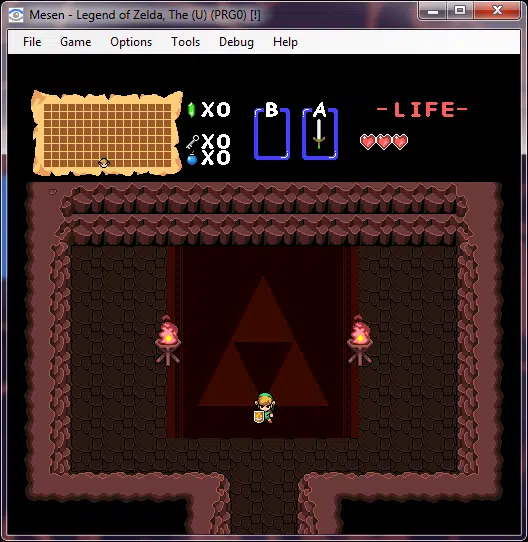 Mesen - Legend of Zelda, The (U) (PRG0) [!]
File Game Options Tools Debug Help
X0 B A -LIFE-
X0
X0